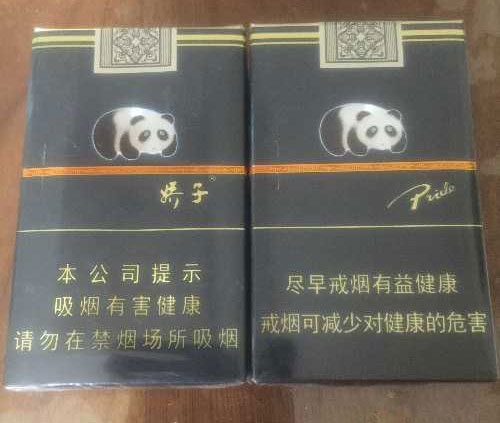 娇子®
本公司提示
吸烟有害健康
请勿在禁烟场所吸烟
Pride
尽早戒烟有益健康
戒烟可减少对健康的危害